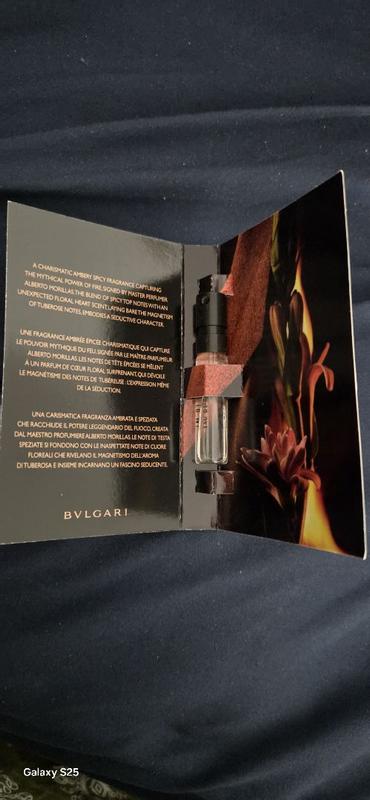 A CHARISMATIC AMBERY SPICY FRAGRANCE CAPTURING
THE MYTHICAL POWER OF FIRE, SIGNED BY MASTER PERFUMER
ALBERTO MORILLAS. THE BLEND OF SPICY TOP NOTES WITH AN
UNEXPECTED FLORAL HEART SCENT, LAYING BARE THE MAGNETISM
OF TUBEROSE NOTES, EMBODIES A SEDUCTIVE CHARACTER.
UNE FRAGRANCE AMBRÉE ÉPICÉE CHARISMATIQUE QUI CAPTURE
LE POUVOIR MYTHIQUE DU FEU, SIGNÉE PAR LE MAÎTRE-PARFUMEUR
ALBERTO MORILLAS. LES NOTES DE TÊTE ÉPICÉES SE MÊLENT
À UN PARFUM DE CŒUR FLORAL SURPRENANT QUI DÉVOILE
LE MAGNÉTISME DES NOTES DE TUBÉREUSE : L'EXPRESSION MÊME
DE LA SÉDUCTION.
UNA CARISMATICA FRAGRANZA AMBRATA E SPEZIATA
CHE RACCHIUDE IL POTERE LEGGENDARIO DEL FUOCO, CREATA
DAL MAESTRO PROFUMIERE ALBERTO MORILLAS. LE NOTE DI TESTA
SPEZIATE SI FONDONO CON LE INASPETTATE NOTE DI CUORE
FLOREALI CHE RIVELANO IL MAGNETISMO DELL'AROMA
DI TUBEROSA E INSIEME INCARNANO UN FASCINO SEDUCENTE.
BVLGARI
Galaxy S25